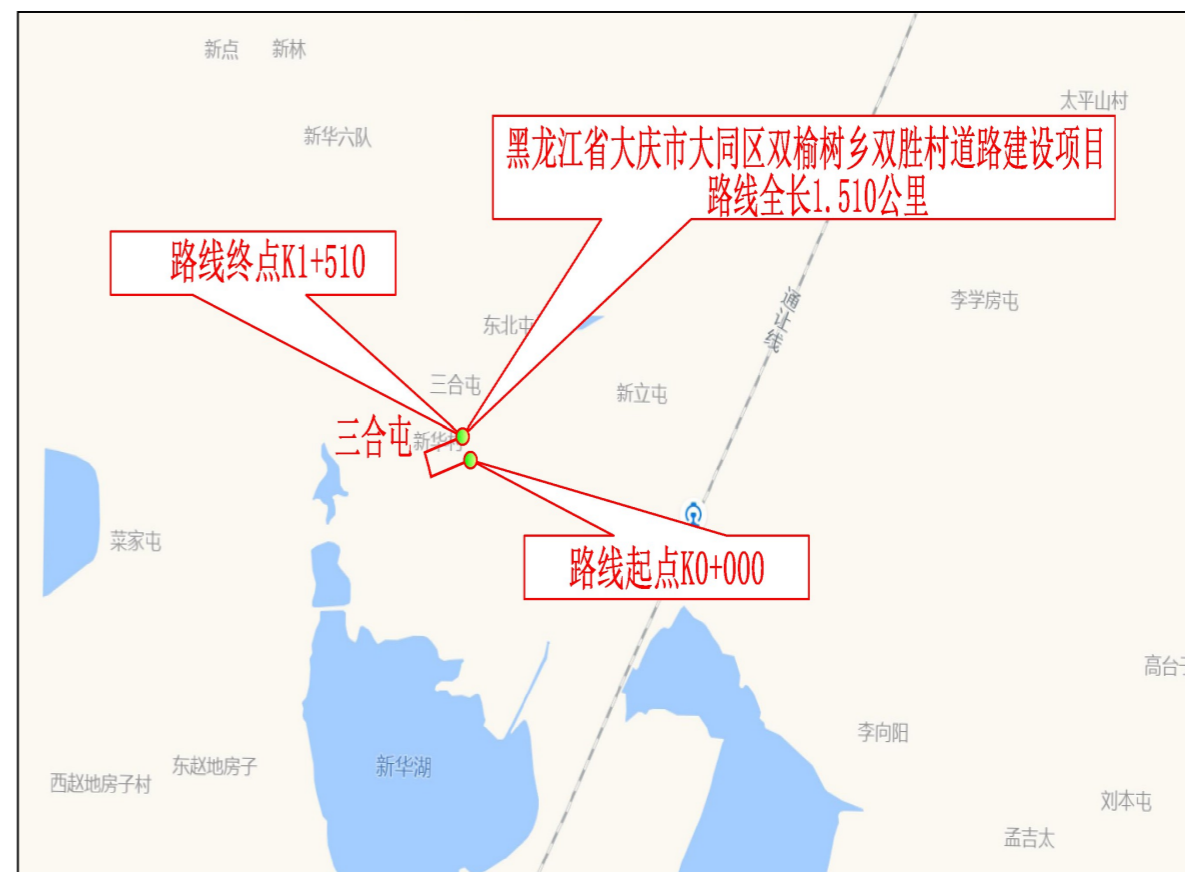 新点
新林
太平山村
新华六队
黑龙江省大庆市大同区双榆树乡双胜村道路建设项目
路线全长1.510公里
路线终点K1+510
通让线
李学房屯
东北屯
三合屯
新立屯
三合屯
新华村
菜家屯
路线起点K0+000
高台子
李向阳
东赵地房子
新华湖
西赵地房子村
刘本屯
孟吉太